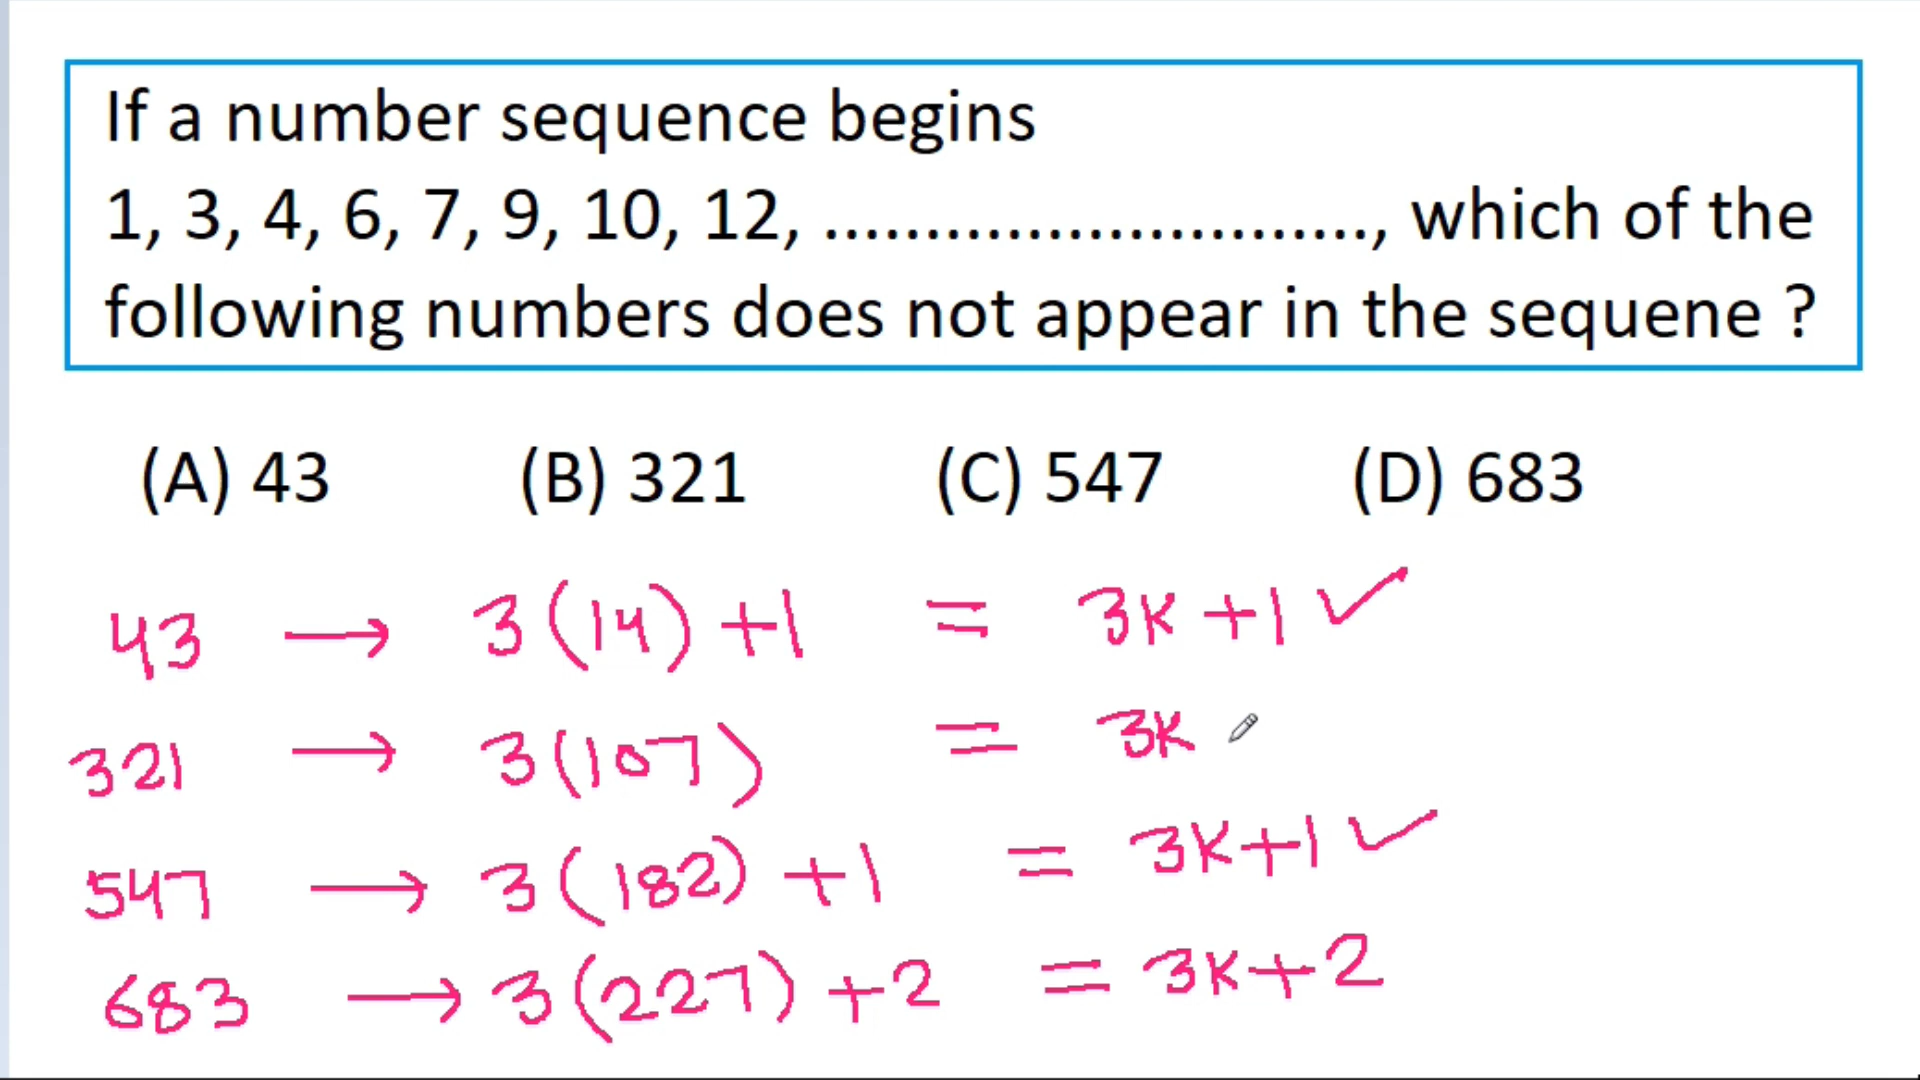 If a number sequence begins
1, 3, 4, 6, 7, 9, 10, 12, ..........................., which of the
following numbers does not appear in the sequene ?
(A) 43 (B) 321 (C) 547 (D) 683
43 → 3(14)+1 = 3K+1 ✓
321 → 3(107) = 3K
547 → 3(182)+1 = 3K+1 ✓
683 → 3(227)+2 = 3K+2